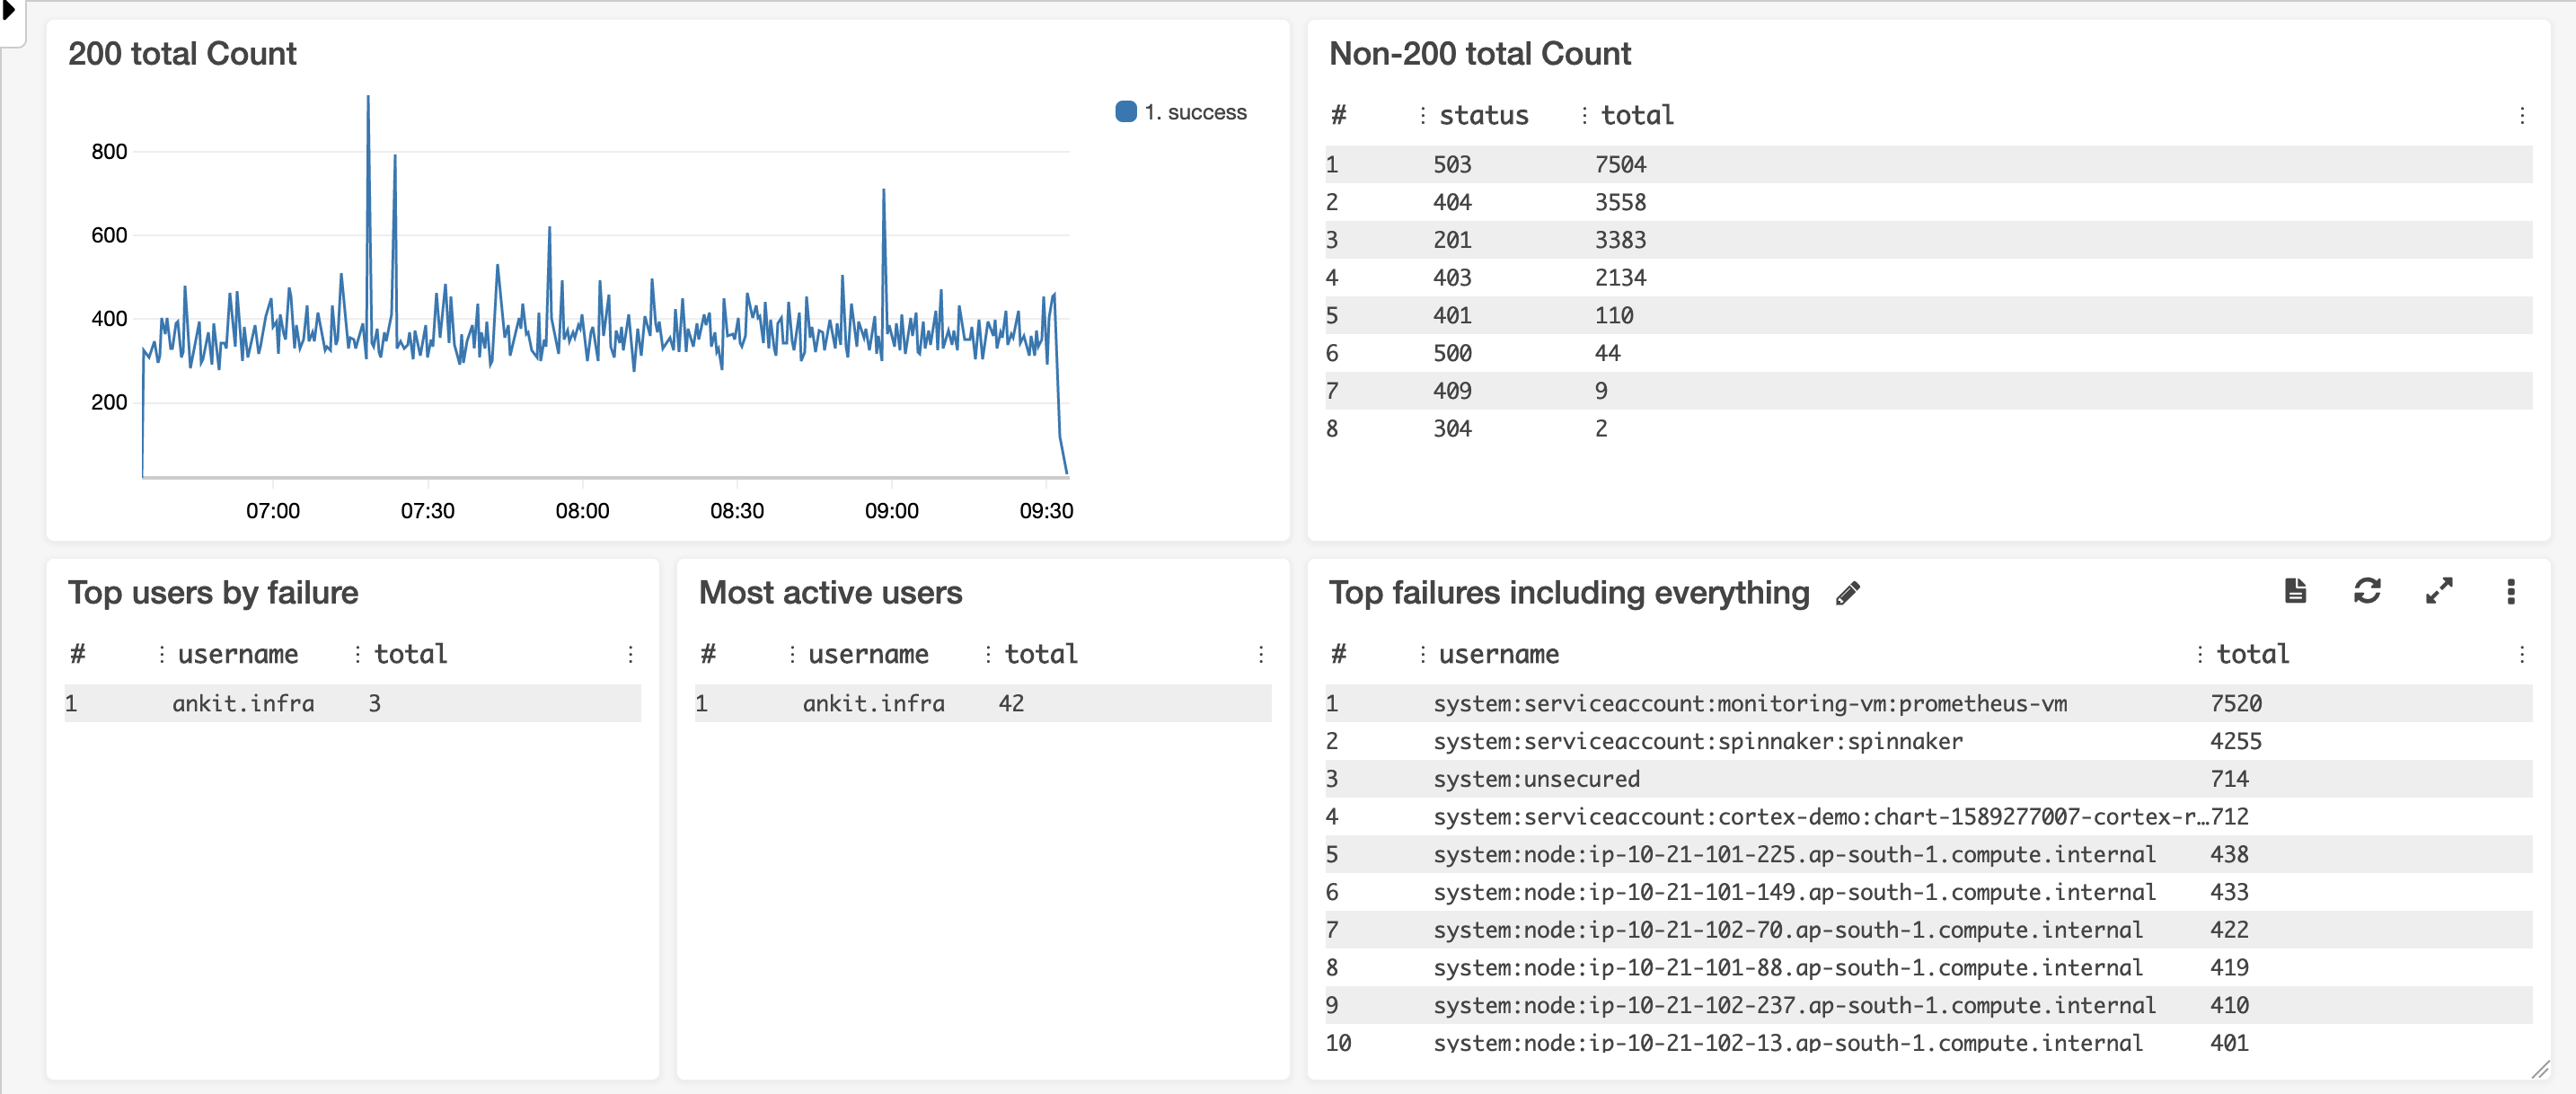 200 total Count
1. success
800
600
400
200
07:00 07:30 08:00 08:30 09:00 09:30
Non-200 total Count
# status total
1 503 7504
2 404 3558
3 201 3383
4 403 2134
5 401 110
6 500 44
7 409 9
8 304 2
Top users by failure
# username total
1 ankit.infra 3
Most active users
# username total
1 ankit.infra 42
Top failures including everything
# username total
1 system:serviceaccount:monitoring-vm:prometheus-vm 7520
2 system:serviceaccount:spinnaker:spinnaker 4255
3 system:unsecured 714
4 system:serviceaccount:cortex-demo:chart-1589277007-cortex-r…712
5 system:node:ip-10-21-101-225.ap-south-1.compute.internal 438
6 system:node:ip-10-21-101-149.ap-south-1.compute.internal 433
7 system:node:ip-10-21-102-70.ap-south-1.compute.internal 422
8 system:node:ip-10-21-101-88.ap-south-1.compute.internal 419
9 system:node:ip-10-21-102-237.ap-south-1.compute.internal 410
10 system:node:ip-10-21-102-13.ap-south-1.compute.internal 401